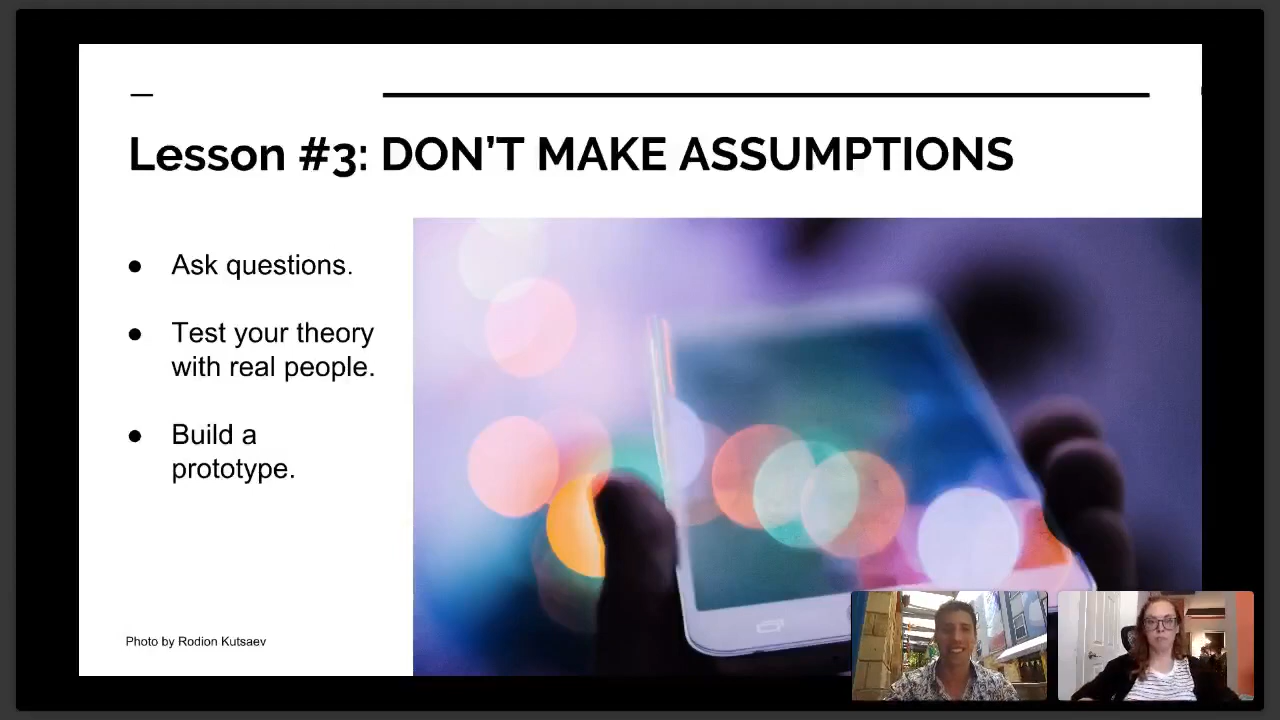 Lesson #3: DON'T MAKE ASSUMPTIONS
● Ask questions.
● Test your theory
with real people.
● Build a
prototype.
Photo by Rodion Kutsaev